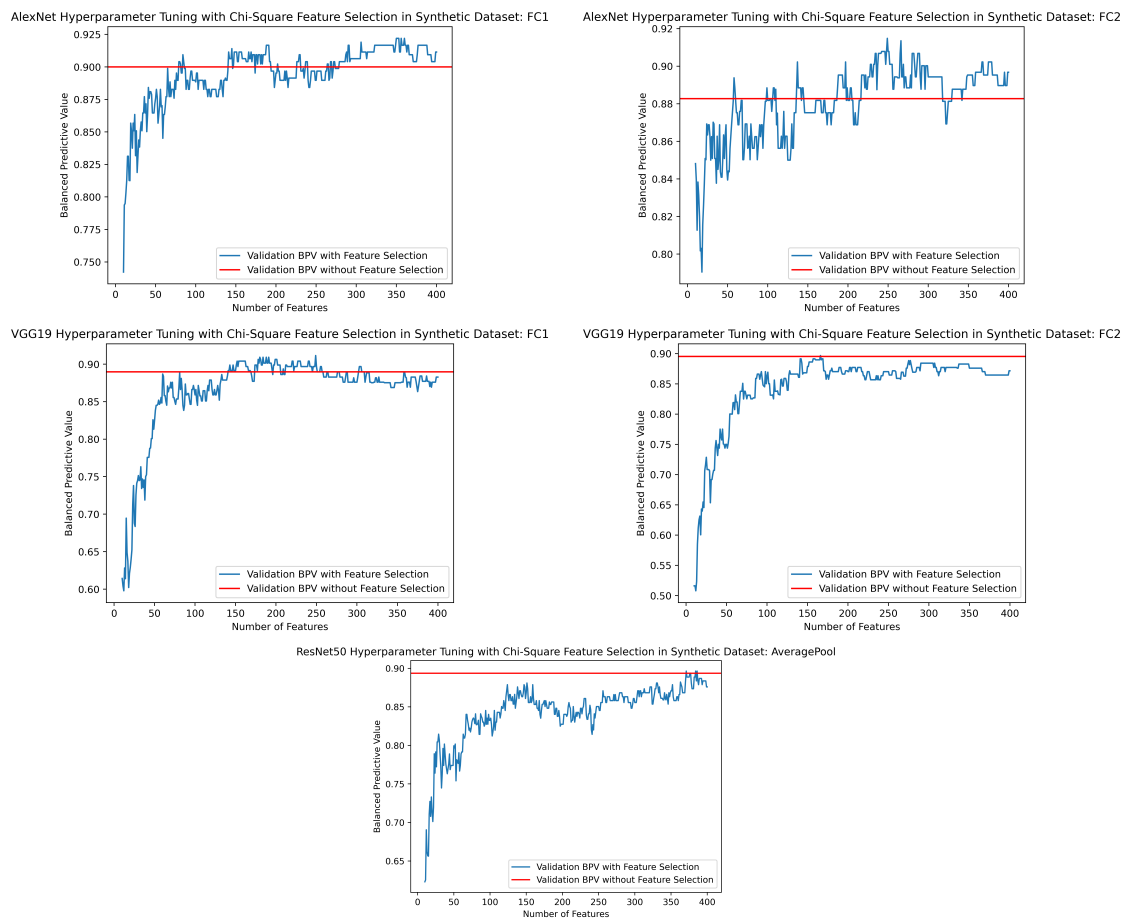 AlexNet Hyperparameter Tuning with Chi-Square Feature Selection in Synthetic Dataset: FC1
0.925
0.900
0.875
0.850
0.825
0.800
0.775
0.750
Balanced Predictive Value
Validation BPV with Feature Selection
Validation BPV without Feature Selection
0 50 100 150 200 250 300 350 400
Number of Features
AlexNet Hyperparameter Tuning with Chi-Square Feature Selection in Synthetic Dataset: FC2
0.92
0.90
0.88
0.86
0.84
0.82
0.80
Balanced Predictive Value
Validation BPV with Feature Selection
Validation BPV without Feature Selection
0 50 100 150 200 250 300 350 400
Number of Features
VGG19 Hyperparameter Tuning with Chi-Square Feature Selection in Synthetic Dataset: FC1
0.90
0.85
0.80
0.75
0.70
0.65
0.60
Balanced Predictive Value
Validation BPV with Feature Selection
Validation BPV without Feature Selection
0 50 100 150 200 250 300 350 400
Number of Features
VGG19 Hyperparameter Tuning with Chi-Square Feature Selection in Synthetic Dataset: FC2
0.90
0.85
0.80
0.75
0.70
0.65
0.60
0.55
0.50
Balanced Predictive Value
Validation BPV with Feature Selection
Validation BPV without Feature Selection
0 50 100 150 200 250 300 350 400
Number of Features
ResNet50 Hyperparameter Tuning with Chi-Square Feature Selection in Synthetic Dataset: AveragePool
0.90
0.85
0.80
0.75
0.70
0.65
Balanced Predictive Value
Validation BPV with Feature Selection
Validation BPV without Feature Selection
0 50 100 150 200 250 300 350 400
Number of Features